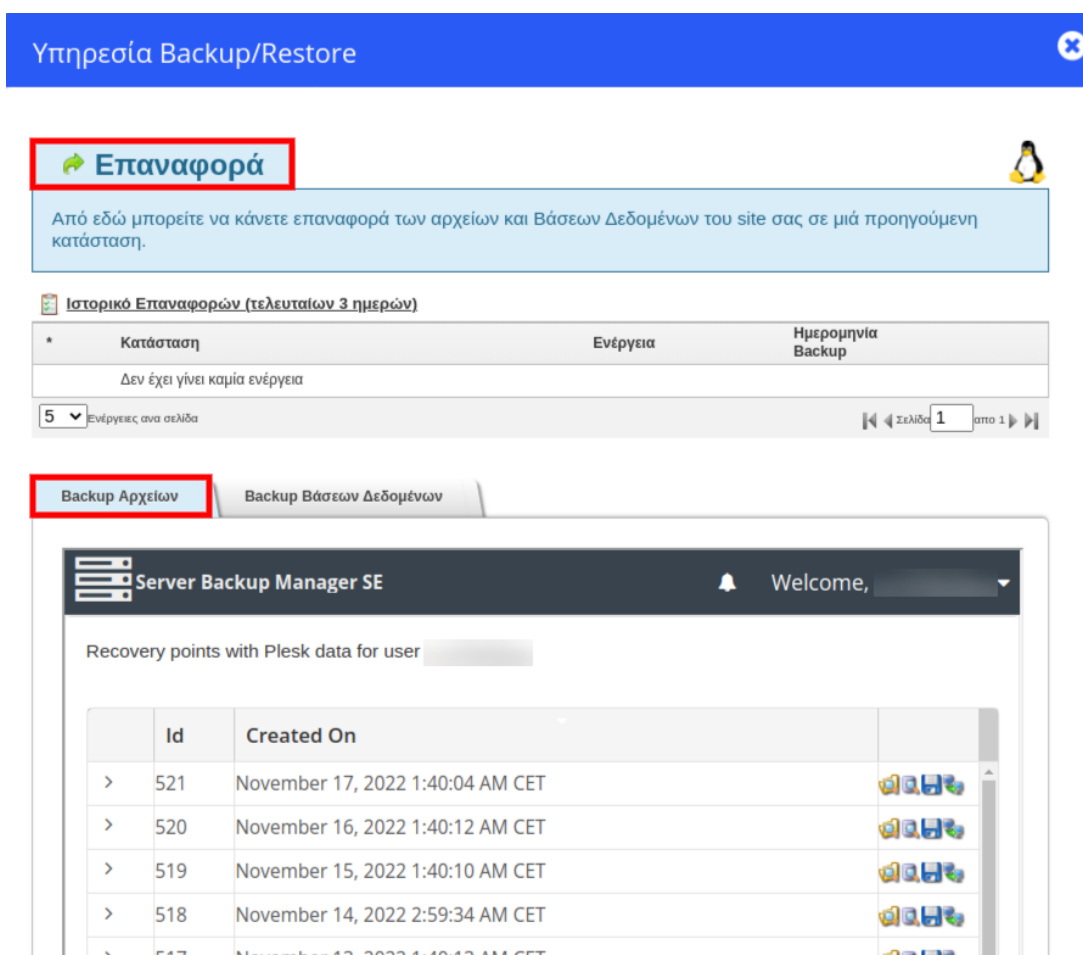 Υπηρεσία Backup/Restore
Επαναφορά
Από εδώ μπορείτε να κάνετε επαναφορά των αρχείων και Βάσεων Δεδομένων του site σας σε μιά προηγούμενη
κατάσταση.
Ιστορικό Επαναφορών (τελευταίων 3 ημερών)
* Κατάσταση Ενέργεια Ημερομηνία Backup
Δεν έχει γίνει καμία ενέργεια
5 Ενέργειες ανα σελίδα Σελίδα 1 απο 1
Backup Αρχείων Backup Βάσεων Δεδομένων
Server Backup Manager SE Welcome,
Recovery points with Plesk data for user
Id Created On
521 November 17, 2022 1:40:04 AM CET
520 November 16, 2022 1:40:12 AM CET
519 November 15, 2022 1:40:10 AM CET
518 November 14, 2022 2:59:34 AM CET